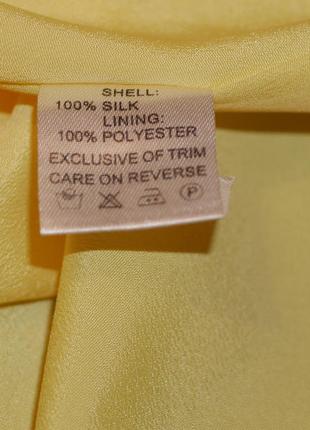 SHELL:
100% SILK
LINING:
100% POLYESTER
EXCLUSIVE OF TRIM
CARE ON REVERSE
P